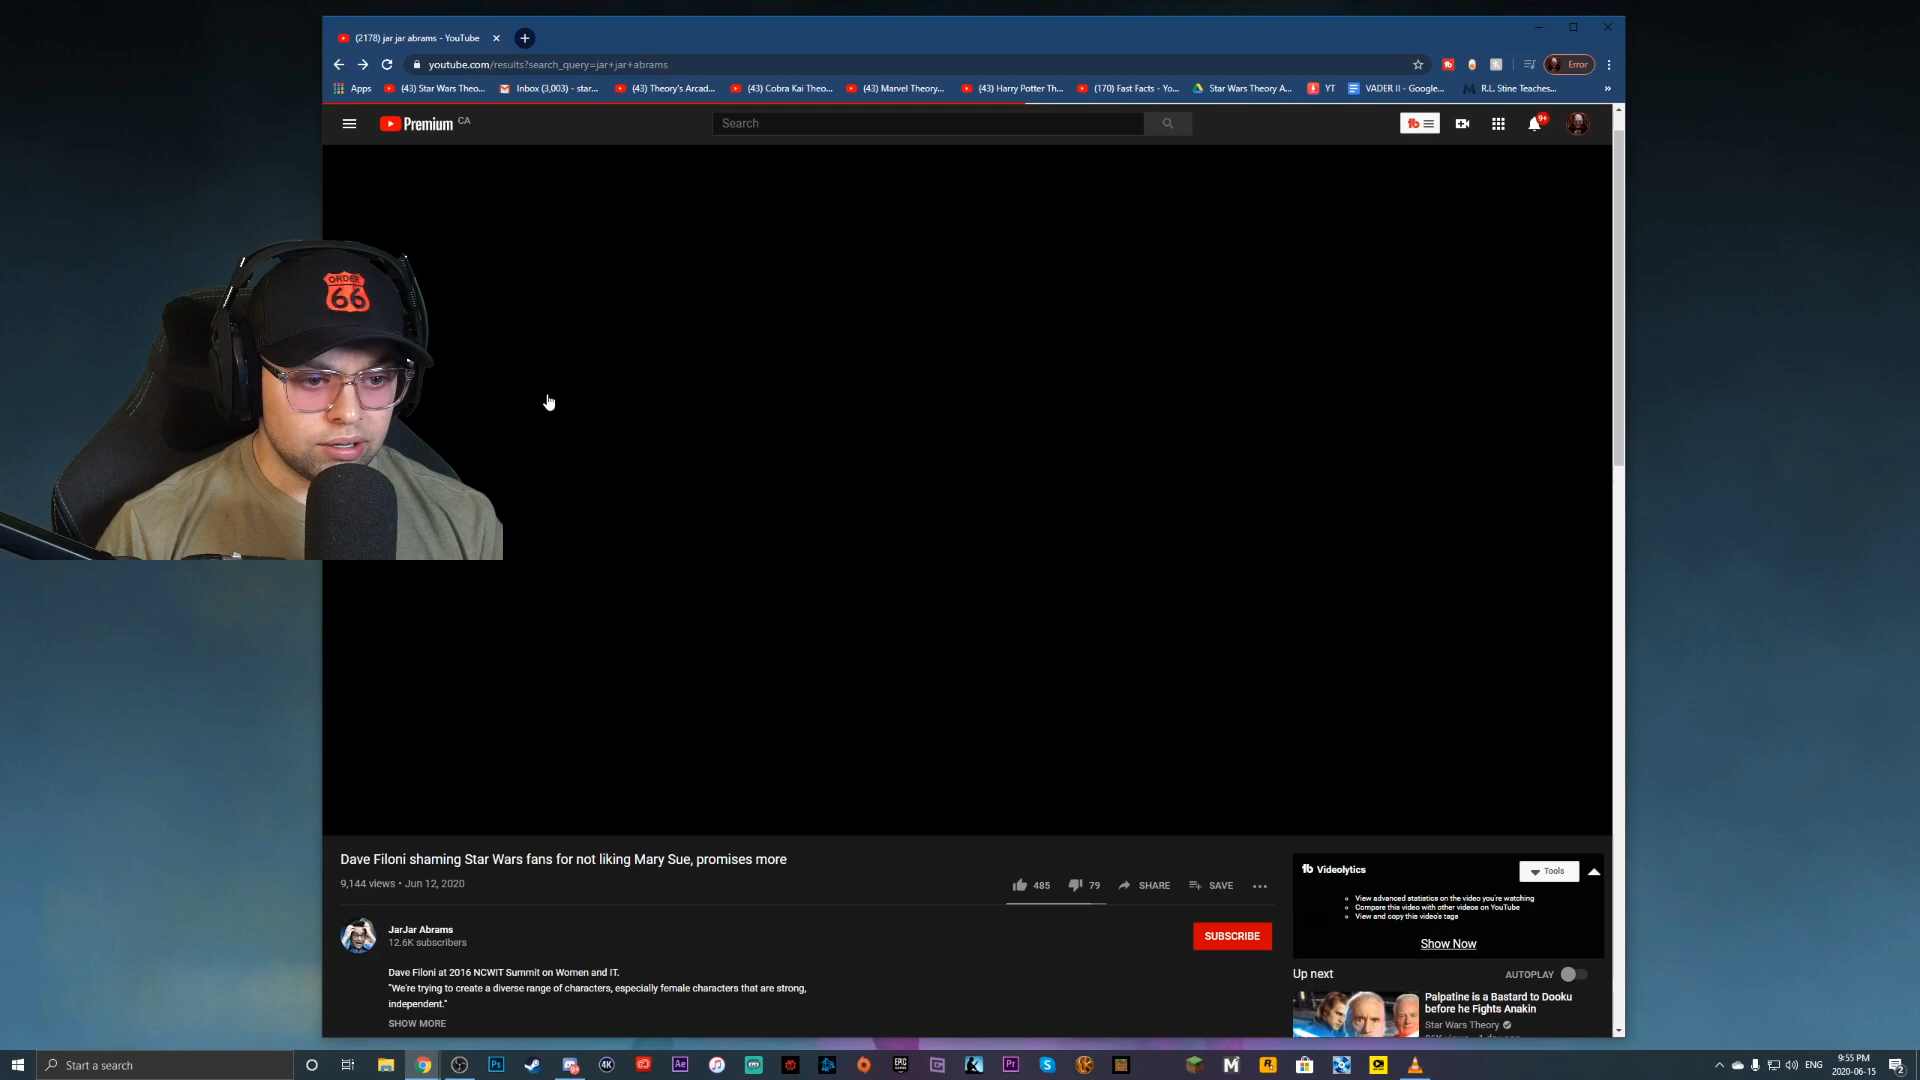 (2178) jar jar abrams - YouTube
youtube.com/results?search_query=jar+jar+abrams
Error
Apps
(43) Star Wars Theo...
Inbox (3,003) - star...
(43) Theory's Arcad...
(43) Cobra Kai Theo...
(43) Marvel Theory...
(43) Harry Potter Th...
(170) Fast Facts - Yo...
Star Wars Theory A...
YT
VADER II - Google...
R.L. Stine Teaches...
Premium CA
Search
9+
ORDER
66
Dave Filoni shaming Star Wars fans for not liking Mary Sue, promises more
9,144 views • Jun 12, 2020
485
79
SHARE
SAVE
JarJar Abrams
12.6K subscribers
SUBSCRIBE
Dave Filoni at 2016 NCWIT Summit on Women and IT.
"We're trying to create a diverse range of characters, especially female characters that are strong,
independent."
SHOW MORE
Videolytics
Tools
View advanced statistics on the video you're watching
Compare this video with other videos on YouTube
View and copy this video's tags
Show Now
Up next
AUTOPLAY
Palpatine is a Bastard to Dooku
before he Fights Anakin
Star Wars Theory
Start a search
Ps
4K
Ae
EPIC
GAMES
Pr
ENG
9:55 PM
2020-06-15
2